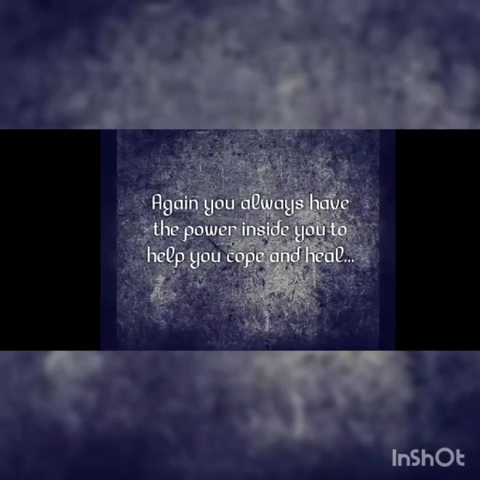 Again you always have
the power inside you to
help you cope and heal...
InShOt